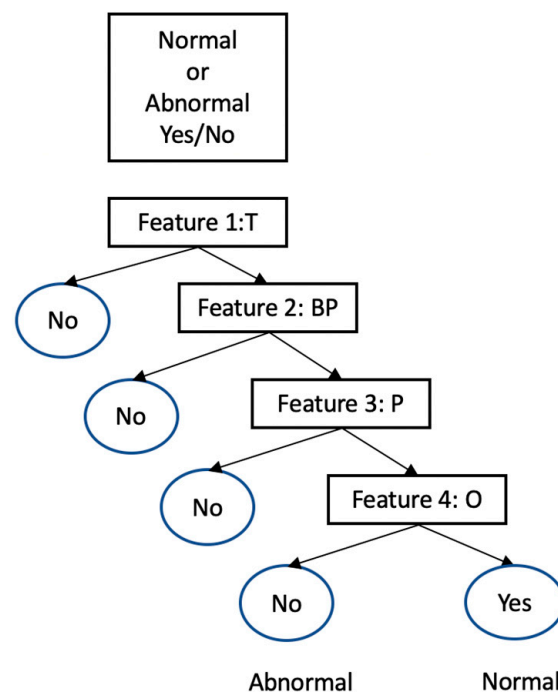 Normal
or
Abnormal
Yes/No
Feature 1:T
No
Feature 2: BP
No
Feature 3: P
No
Feature 4: O
No
Yes
Abnormal
Normal